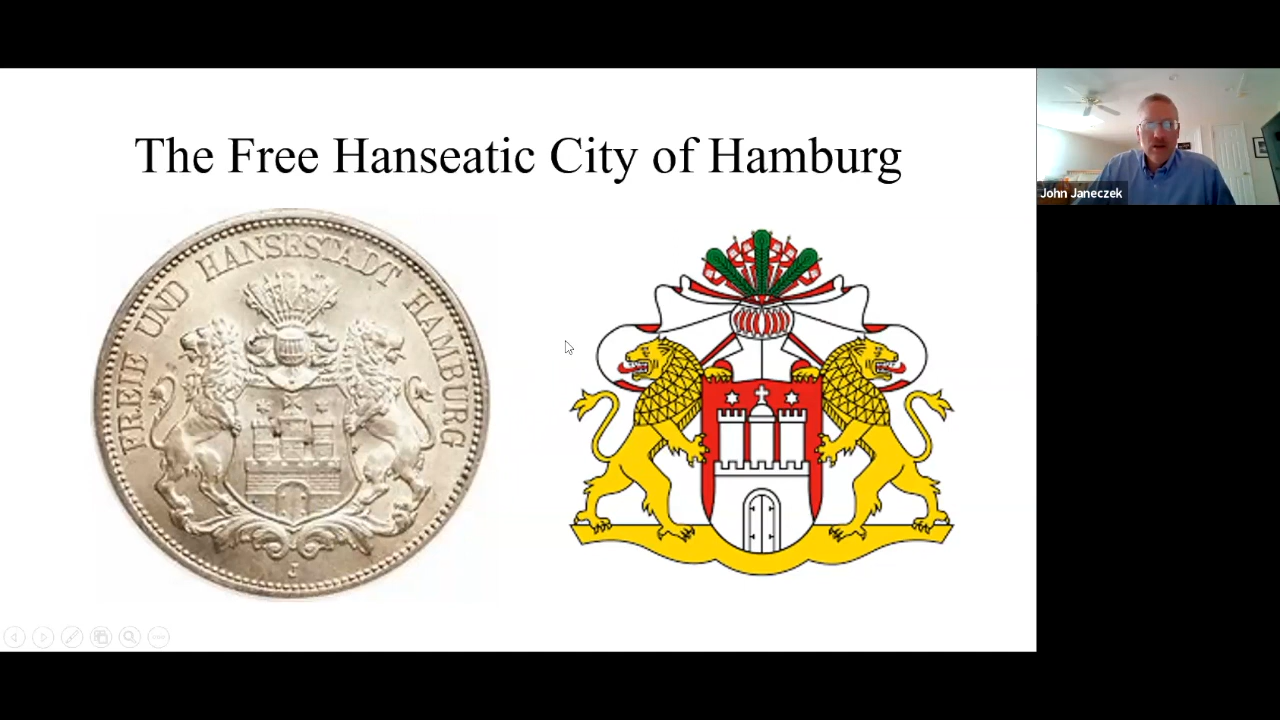 The Free Hanseatic City of Hamburg
John Janeczek
FREIE UND HANSESTADT HAMBURG
J